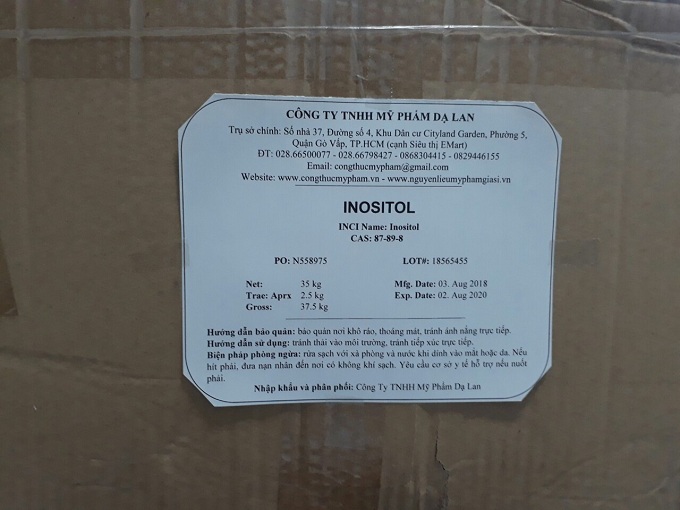 CÔNG TY TNHH MỸ PHẨM DẠ LAN
Trụ sở chính: Số nhà 37, Đường số 4, Khu Dân cư Cityland Garden, Phường 5,
Quận Gò Vấp, TP.HCM (cạnh Siêu thị EMart)
ĐT: 028.66500077 - 028.66798427 - 0868304415 - 0829446155
Email: congthucmypham@gmail.com
Website: www.congthucmypham.vn - www.nguyenlieumyphamgiasi.vn
INOSITOL
INCI Name: Inositol
CAS: 87-89-8
PO: N558975 LOT#: 18565455
Net: 35 kg Mfg. Date: 03. Aug 2018
Trac: Aprx 2.5 kg Exp. Date: 02. Aug 2020
Gross: 37.5 kg
Hướng dẫn bảo quản: bảo quản nơi khô ráo, thoáng mát, tránh ánh nắng trực tiếp.
Hướng dẫn sử dụng: tránh thải vào môi trường, tránh tiếp xúc trực tiếp.
Biện pháp phòng ngừa: rửa sạch với xà phòng và nước khi dính vào mắt hoặc da. Nếu
hít phải, đưa nạn nhân đến nơi có không khí sạch. Yêu cầu cơ sở y tế hỗ trợ nếu nuốt
phải.
Nhập khẩu và phân phối: Công Ty TNHH Mỹ Phẩm Dạ Lan